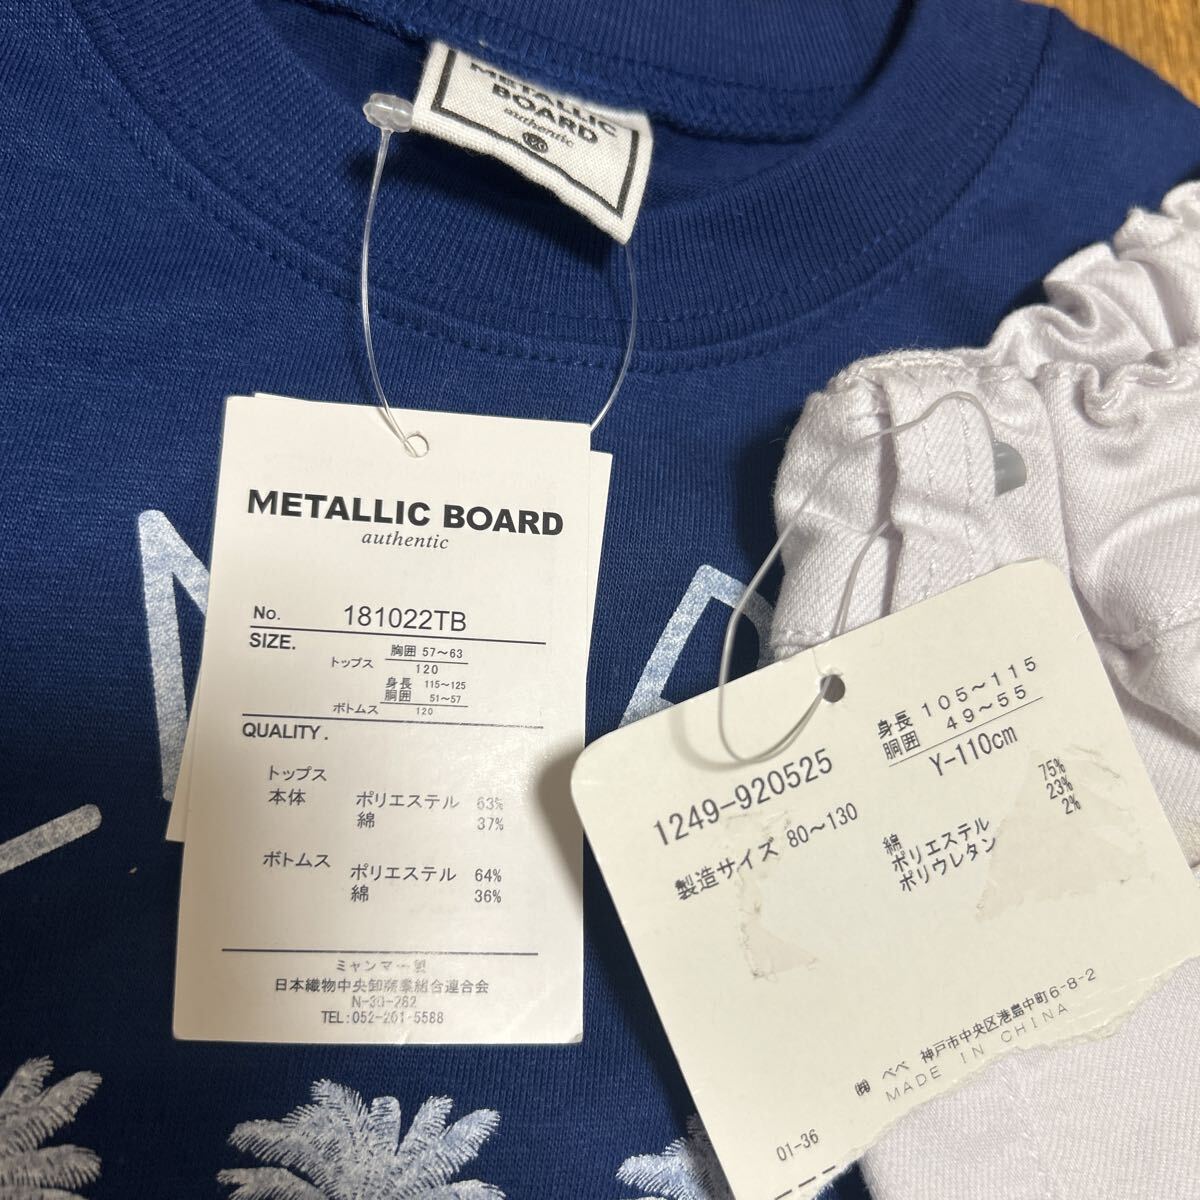 METALLIC
BOARD
authentic
METALLIC BOARD
authentic
No. 181022TB
SIZE.
トップス
胸囲 57〜63
120
身長 115〜125
胴囲 51〜57
ボトムス 120
QUALITY.
トップス
本体 ポリエステル 63%
綿 37%
ボトムス ポリエステル 64%
綿 36%
ミャンマー製
日本織物中央卸商業組合連合会
N-30-262
TEL:052-201-5588
身長 105〜115
胴囲 49〜55
Y-110cm
1249-920525
製造サイズ 80〜130
綿 75%
ポリエステル 23%
ポリウレタン 2%
㈱ べべ 神戸市中央区港島中町6-8-2
MADE IN CHINA
01-36